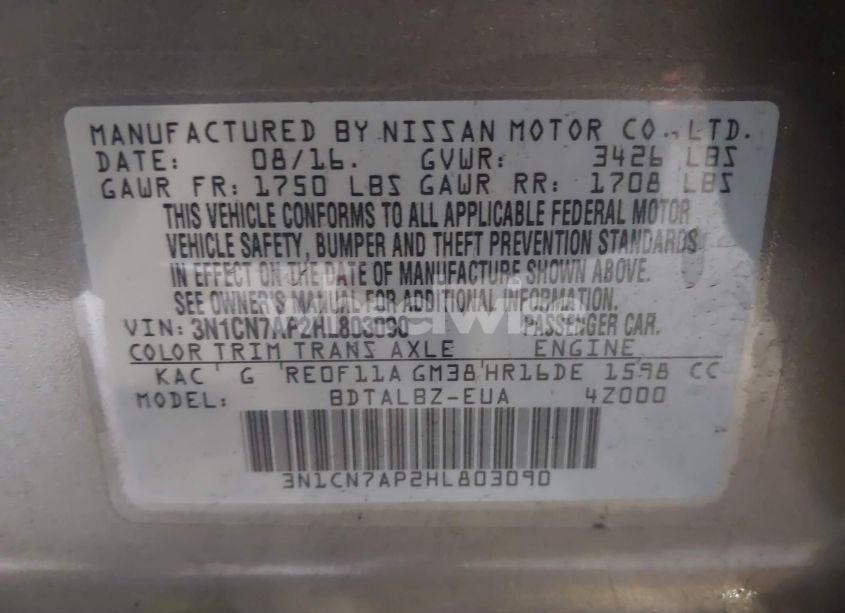 MANUFACTURED BY NISSAN MOTOR CO., LTD.
DATE: 08/16. GVWR: 3426 LBS
GAWR FR: 1750 LBS GAWR RR: 1708 LBS
THIS VEHICLE CONFORMS TO ALL APPLICABLE FEDERAL MOTOR
VEHICLE SAFETY, BUMPER AND THEFT PREVENTION STANDARDS
IN EFFECT ON THE DATE OF MANUFACTURE SHOWN ABOVE.
SEE OWNER'S MANUAL FOR ADDITIONAL INFORMATION.
VIN: 3N1CN7AP2HL803090 PASSENGER CAR.
COLOR TRIM TRANS AXLE ENGINE
KAC G RE0F11A GM38 HR16DE 1598 CC
MODEL: BDTALBZ-EUA 4Z000
3N1CN7AP2HL803090